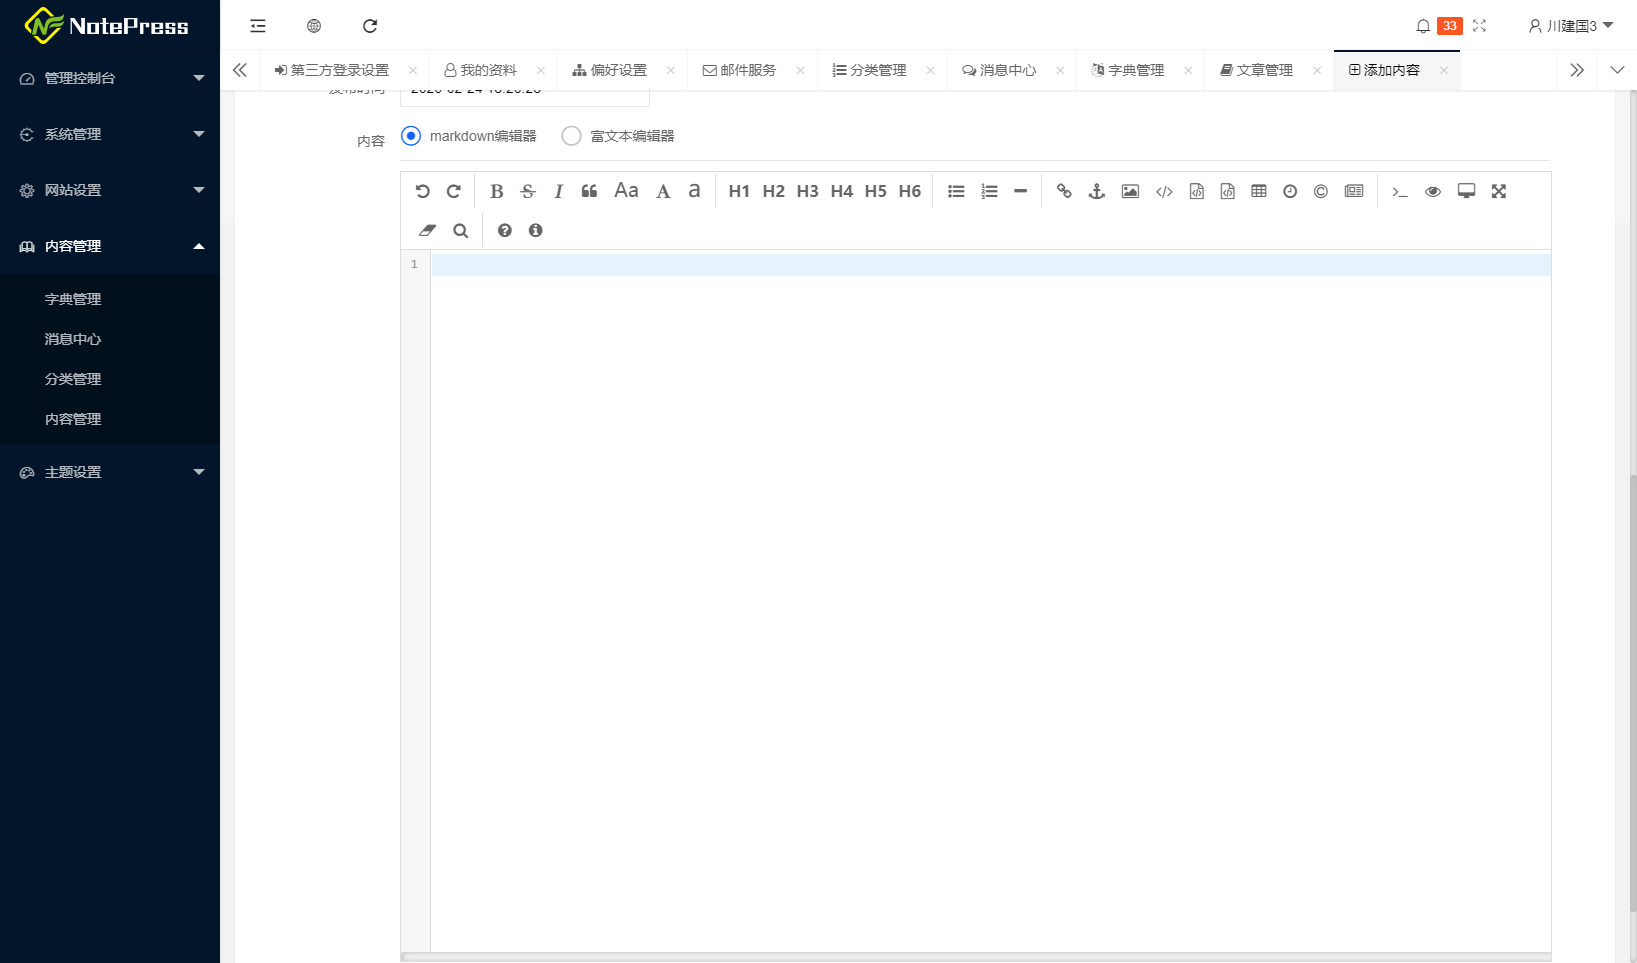 NotePress
33
川建国3
第三方登录设置
我的资料
偏好设置
邮件服务
分类管理
消息中心
字典管理
文章管理
添加内容
管理控制台
系统管理
网站设置
内容管理
字典管理
消息中心
分类管理
内容管理
主题设置
内容
markdown编辑器
富文本编辑器
B S I Aa A a H1 H2 H3 H4 H5 H6
1